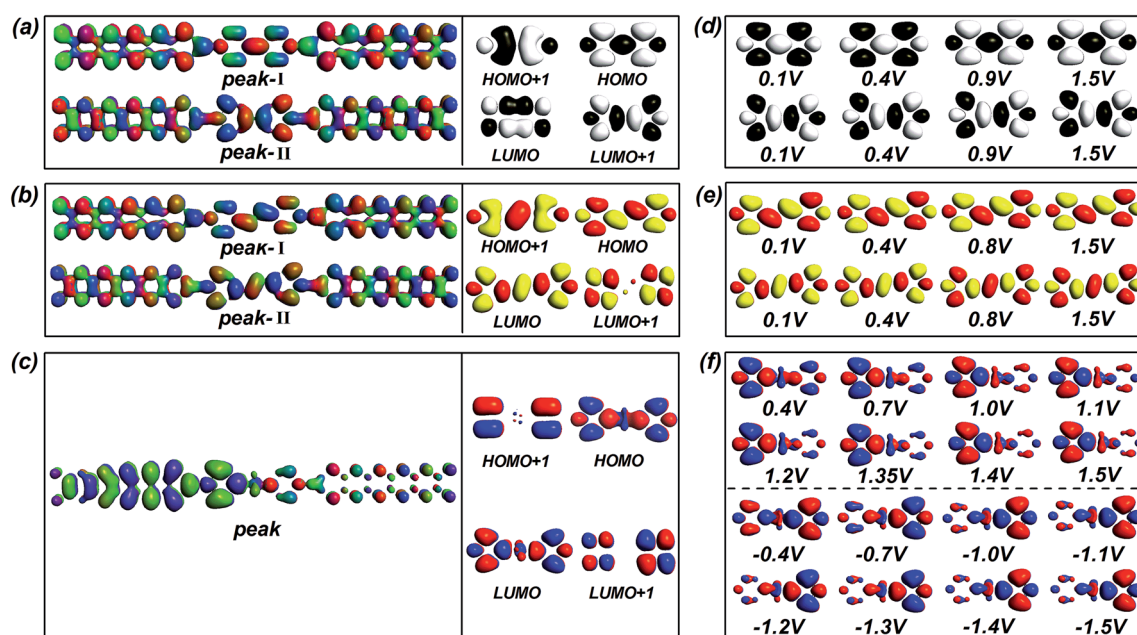 (a)
peak-I
peak-II
HOMO+1 HOMO
LUMO LUMO+1
(b)
peak-I
peak-II
HOMO+1 HOMO
LUMO LUMO+1
(c)
peak
HOMO+1 HOMO
LUMO LUMO+1
(d)
0.1V 0.4V 0.9V 1.5V
0.1V 0.4V 0.9V 1.5V
(e)
0.1V 0.4V 0.8V 1.5V
0.1V 0.4V 0.8V 1.5V
(f)
0.4V 0.7V 1.0V 1.1V
1.2V 1.35V 1.4V 1.5V
-0.4V -0.7V -1.0V -1.1V
-1.2V -1.3V -1.4V -1.5V